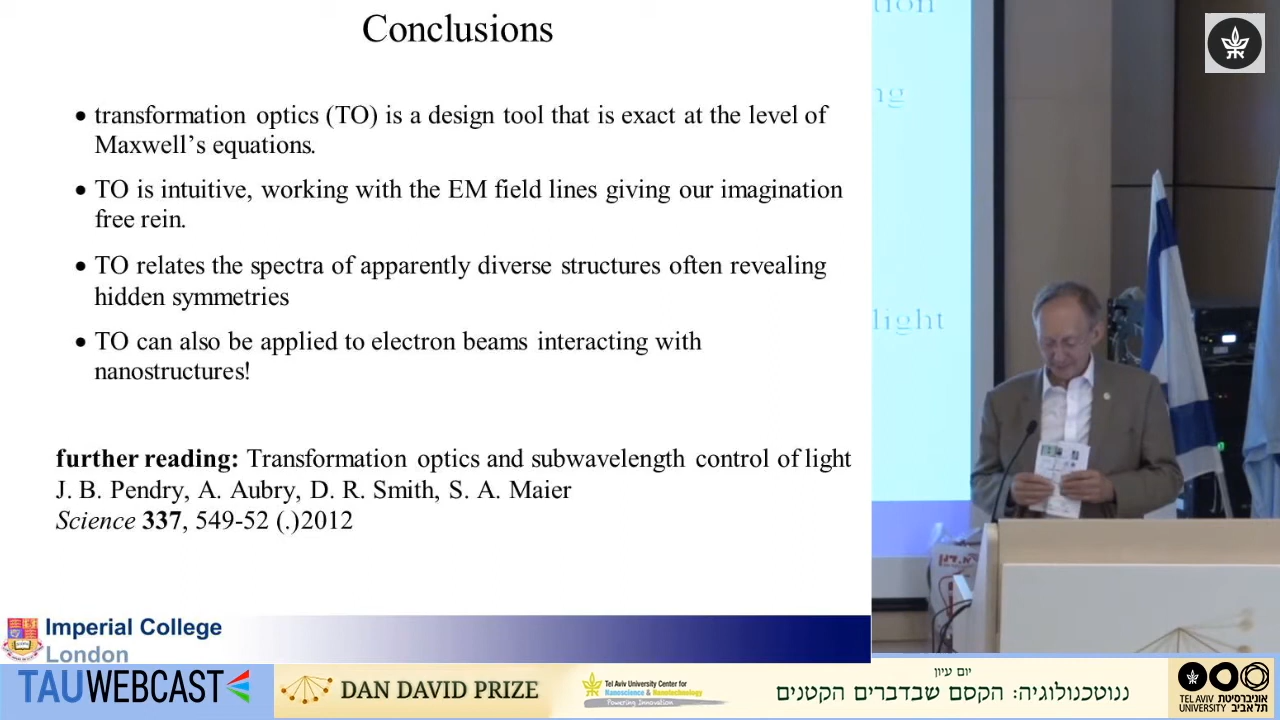 Conclusions
• transformation optics (TO) is a design tool that is exact at the level of
Maxwell's equations.
• TO is intuitive, working with the EM field lines giving our imagination
free rein.
• TO relates the spectra of apparently diverse structures often revealing
hidden symmetries
• TO can also be applied to electron beams interacting with
nanostructures!
further reading: Transformation optics and subwavelength control of light
J. B. Pendry, A. Aubry, D. R. Smith, S. A. Maier
Science 337, 549-52 (.)2012
Imperial College
London
light
TAUWEBCAST
DAN DAVID PRIZE
Tel Aviv University Center for
Nanoscience & Nanotechnology
Powering Innovation
יום עיון
ננוטכנולוגיה: הקסם שבדברים הקטנים
TEL AVIV אוניברסיטת
UNIVERSITY תל אביב